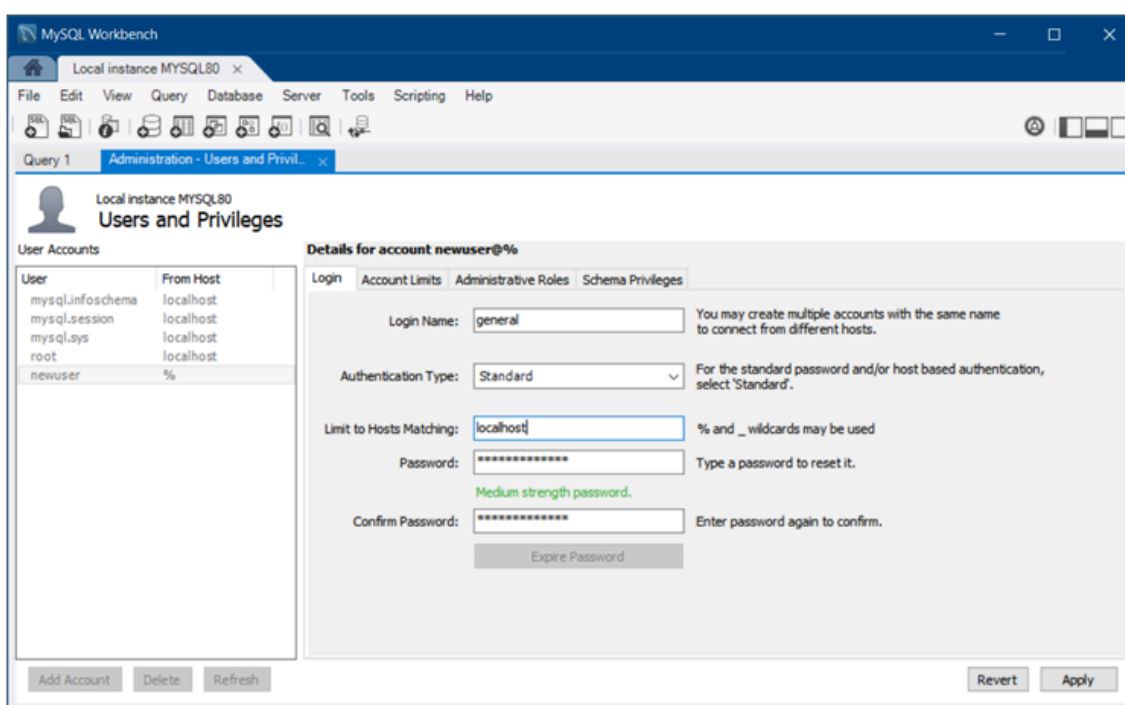 MySQL Workbench
Local instance MYSQL80 ×
File Edit View Query Database Server Tools Scripting Help
Query 1 Administration - Users and Privil... ×
Local instance MYSQL80
Users and Privileges
User Accounts
Details for account newuser@%
User From Host
mysql.infoschema localhost
mysql.session localhost
mysql.sys localhost
root localhost
newuser %
Login Account Limits Administrative Roles Schema Privileges
Login Name: general
You may create multiple accounts with the same name
to connect from different hosts.
Authentication Type: Standard
For the standard password and/or host based authentication,
select 'Standard'.
Limit to Hosts Matching: localhost
% and _ wildcards may be used
Password: *************
Type a password to reset it.
Medium strength password.
Confirm Password: *************
Enter password again to confirm.
Expire Password
Add Account Delete Refresh
Revert Apply